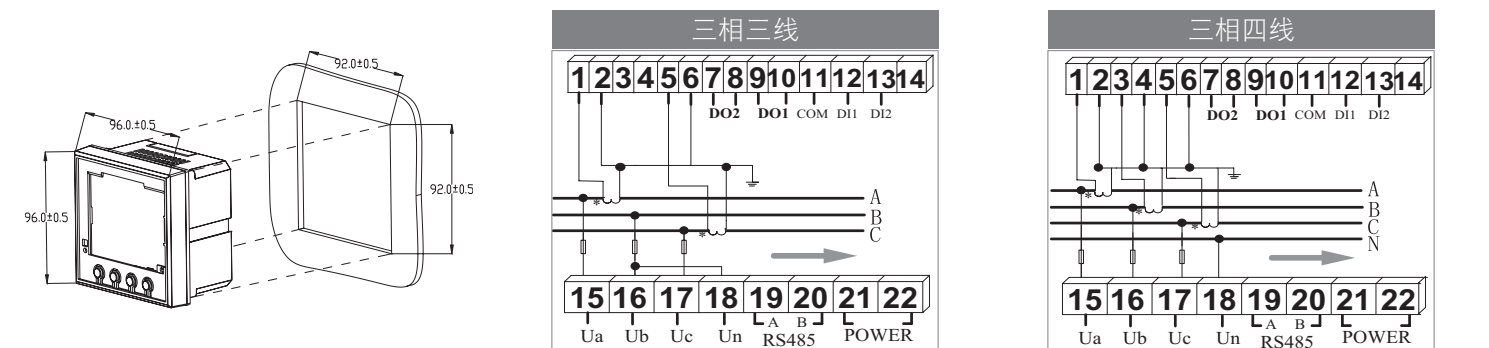 92.0±0.5
96.0±0.5
96.0±0.5
92.0±0.5
三相三线
1 2 3 4 5 6 7 8 9 10 11 12 13 14
DO2 DO1 COM DI1 DI2
*
A
B
*
C
15 16 17 18 19 20 21 22
A B
Ua Ub Uc Un RS485 POWER
三相四线
1 2 3 4 5 6 7 8 9 10 11 12 13 14
DO2 DO1 COM DI1 DI2
A
*
B
*
C
*
N
15 16 17 18 19 20 21 22
A B
Ua Ub Uc Un RS485 POWER